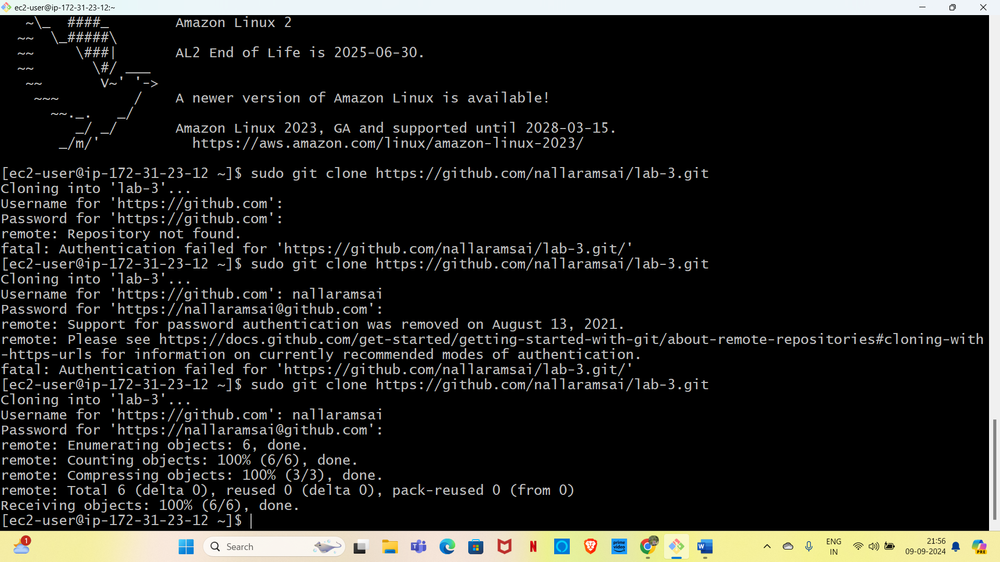 ec2-user@ip-172-31-23-12:~
~\_  ####_        Amazon Linux 2
~~  \_#####\
~~     \###|       AL2 End of Life is 2025-06-30.
~~       \#/ ___
~~       V~' '->
~~~         /    A newer version of Amazon Linux is available!
~~._.   _/
_/ _/       Amazon Linux 2023, GA and supported until 2028-03-15.
_/m/'           https://aws.amazon.com/linux/amazon-linux-2023/
[ec2-user@ip-172-31-23-12 ~]$ sudo git clone https://github.com/nallaramsai/lab-3.git
Cloning into 'lab-3'...
Username for 'https://github.com':
Password for 'https://github.com':
remote: Repository not found.
fatal: Authentication failed for 'https://github.com/nallaramsai/lab-3.git/'
[ec2-user@ip-172-31-23-12 ~]$ sudo git clone https://github.com/nallaramsai/lab-3.git
Cloning into 'lab-3'...
Username for 'https://github.com': nallaramsai
Password for 'https://nallaramsai@github.com':
remote: Support for password authentication was removed on August 13, 2021.
remote: Please see https://docs.github.com/get-started/getting-started-with-git/about-remote-repositories#cloning-with
-https-urls for information on currently recommended modes of authentication.
fatal: Authentication failed for 'https://github.com/nallaramsai/lab-3.git/'
[ec2-user@ip-172-31-23-12 ~]$ sudo git clone https://github.com/nallaramsai/lab-3.git
Cloning into 'lab-3'...
Username for 'https://github.com': nallaramsai
Password for 'https://nallaramsai@github.com':
remote: Enumerating objects: 6, done.
remote: Counting objects: 100% (6/6), done.
remote: Compressing objects: 100% (3/3), done.
remote: Total 6 (delta 0), reused 0 (delta 0), pack-reused 0 (from 0)
Receiving objects: 100% (6/6), done.
[ec2-user@ip-172-31-23-12 ~]$
1
Search
prime video
ENG
IN
21:56
09-09-2024
PRE